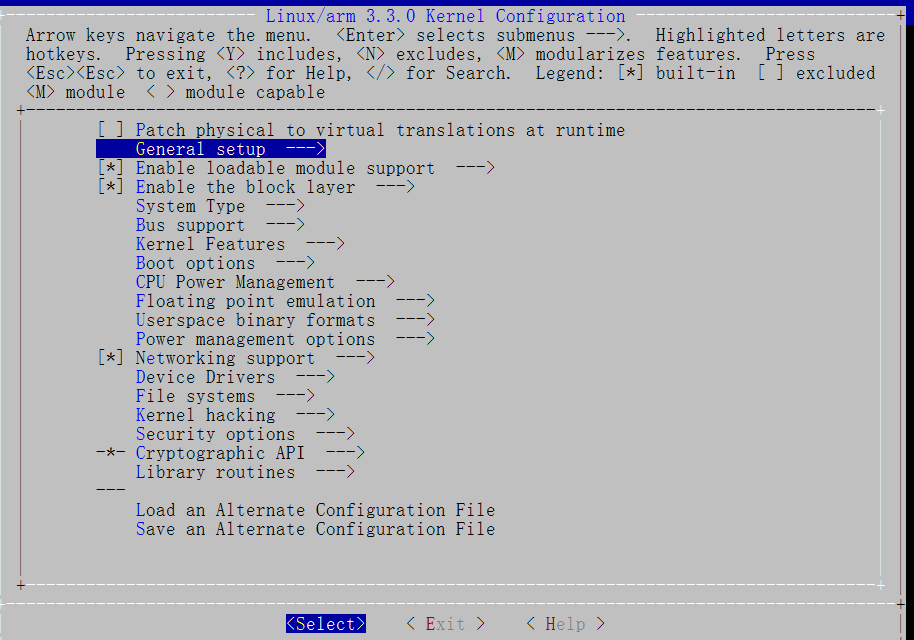 Linux/arm 3.3.0 Kernel Configuration
Arrow keys navigate the menu.  <Enter> selects submenus --->.  Highlighted letters are
hotkeys.  Pressing <Y> includes, <N> excludes, <M> modularizes features.  Press
<Esc><Esc> to exit, <?> for Help, </> for Search.  Legend: [*] built-in  [ ] excluded
<M> module  < > module capable
[ ] Patch physical to virtual translations at runtime
General setup  --->
[*] Enable loadable module support  --->
[*] Enable the block layer  --->
System Type  --->
Bus support  --->
Kernel Features  --->
Boot options  --->
CPU Power Management  --->
Floating point emulation  --->
Userspace binary formats  --->
Power management options  --->
[*] Networking support  --->
Device Drivers  --->
File systems  --->
Kernel hacking  --->
Security options  --->
-*- Cryptographic API  --->
Library routines  --->
---
Load an Alternate Configuration File
Save an Alternate Configuration File
<Select>    < Exit >    < Help >